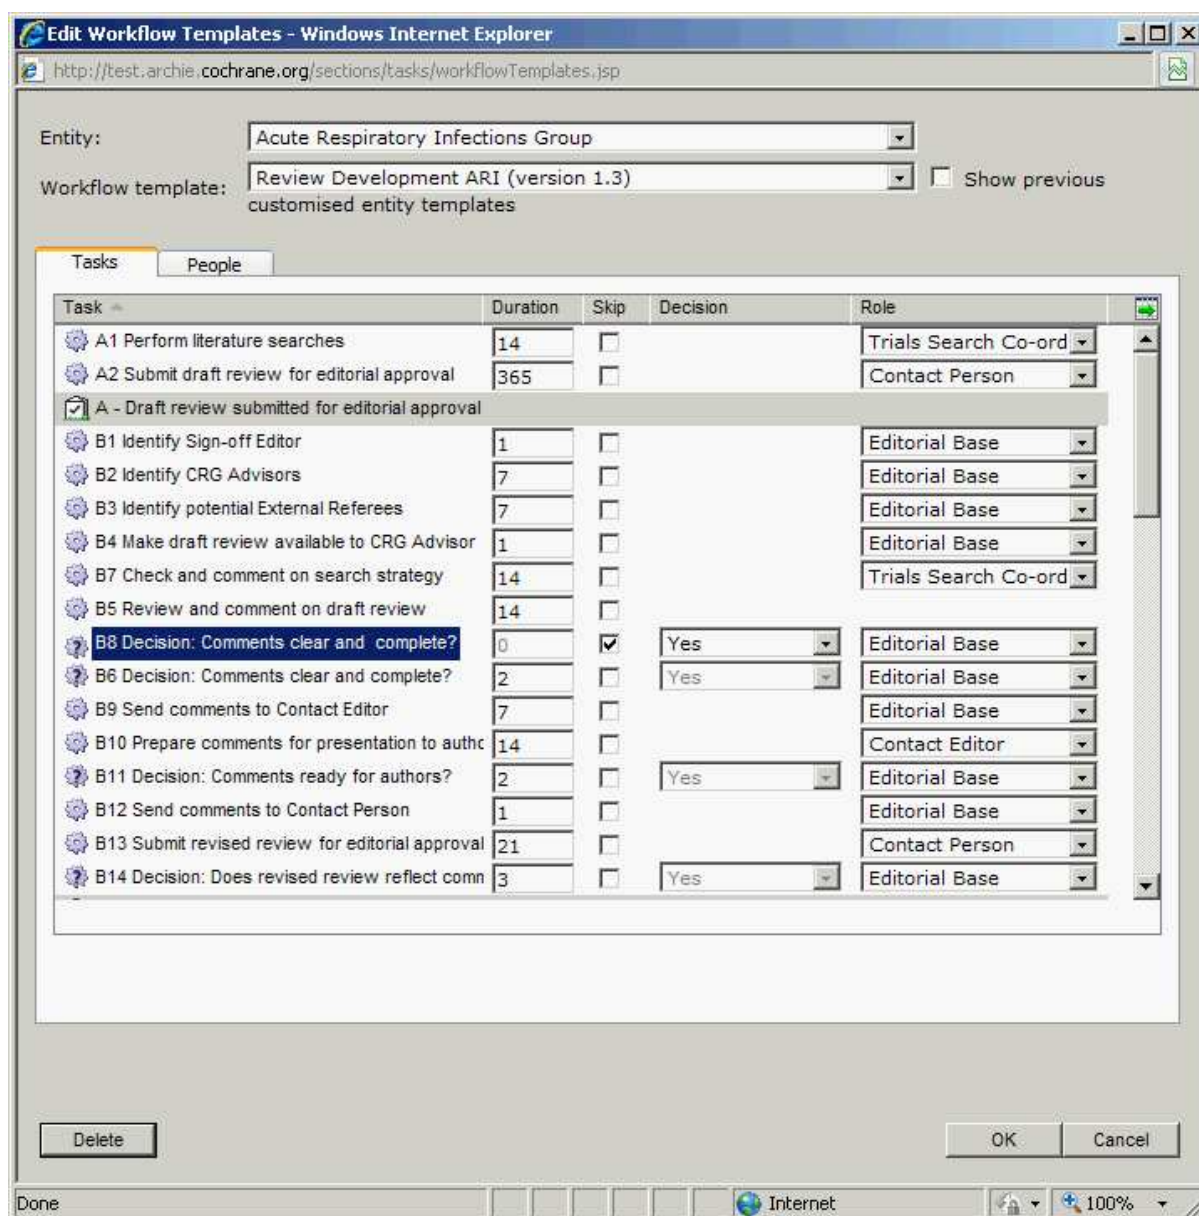 Edit Workflow Templates - Windows Internet Explorer
http://test.archie.cochrane.org/sections/tasks/workflowTemplates.jsp
Entity: Acute Respiratory Infections Group
Workflow template: Review Development ARI (version 1.3) Show previous
customised entity templates
Tasks People
Task Duration Skip Decision Role
A1 Perform literature searches 14 Trials Search Co-ord
A2 Submit draft review for editorial approval 365 Contact Person
A - Draft review submitted for editorial approval
B1 Identify Sign-off Editor 1 Editorial Base
B2 Identify CRG Advisors 7 Editorial Base
B3 Identify potential External Referees 7 Editorial Base
B4 Make draft review available to CRG Advisor 1 Editorial Base
B7 Check and comment on search strategy 14 Trials Search Co-ord
B5 Review and comment on draft review 14
B8 Decision: Comments clear and complete? 0 Yes Editorial Base
B6 Decision: Comments clear and complete? 2 Yes Editorial Base
B9 Send comments to Contact Editor 7 Editorial Base
B10 Prepare comments for presentation to authc 14 Contact Editor
B11 Decision: Comments ready for authors? 2 Yes Editorial Base
B12 Send comments to Contact Person 1 Editorial Base
B13 Submit revised review for editorial approval 21 Contact Person
B14 Decision: Does revised review reflect comn 3 Yes Editorial Base
Delete OK Cancel
Done Internet 100%